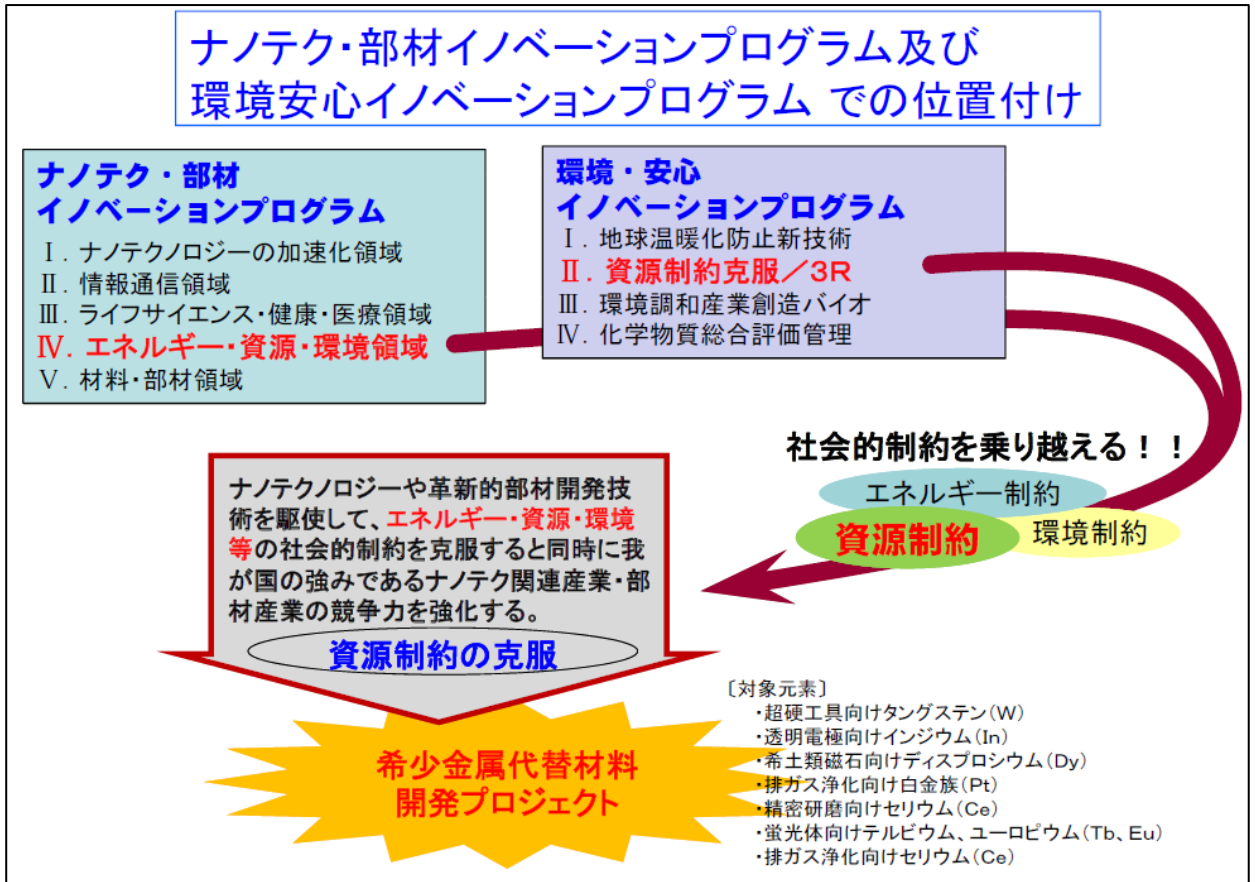 ナノテク・部材イノベーションプログラム及び
環境安心イノベーションプログラム での位置付け
ナノテク・部材
イノベーションプログラム
Ⅰ. ナノテクノロジーの加速化領域
Ⅱ. 情報通信領域
Ⅲ. ライフサイエンス・健康・医療領域
Ⅳ. エネルギー・資源・環境領域
Ⅴ. 材料・部材領域
環境・安心
イノベーションプログラム
Ⅰ. 地球温暖化防止新技術
Ⅱ. 資源制約克服／3R
Ⅲ. 環境調和産業創造バイオ
Ⅳ. 化学物質総合評価管理
社会的制約を乗り越える！！
エネルギー制約
資源制約
環境制約
ナノテクノロジーや革新的部材開発技
術を駆使して、エネルギー・資源・環境
等の社会的制約を克服すると同時に我
が国の強みであるナノテク関連産業・部
材産業の競争力を強化する。
資源制約の克服
希少金属代替材料
開発プロジェクト
〔対象元素〕
・超硬工具向けタングステン(W)
・透明電極向けインジウム(In)
・希土類磁石向けディスプロシウム(Dy)
・排ガス浄化向け白金族(Pt)
・精密研磨向けセリウム(Ce)
・蛍光体向けテルビウム、ユーロピウム(Tb、Eu)
・排ガス浄化向けセリウム(Ce)